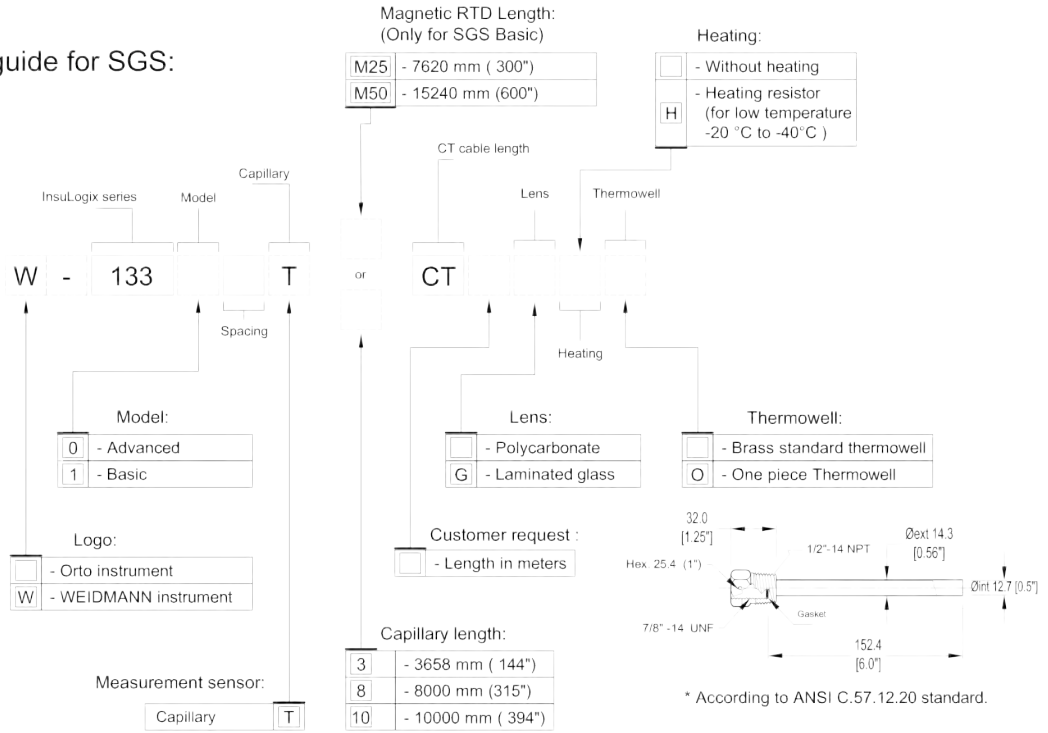 guide for SGS:
Magnetic RTD Length:
(Only for SGS Basic)
M25 - 7620 mm ( 300")
M50 - 15240 mm (600")
Heating:
- Without heating
H - Heating resistor
(for low temperature
-20 °C to -40°C )
CT cable length
Capillary
InsuLogix series
Model
Lens
Thermowell
W - 133 T or CT
Spacing
Heating
Model:
0 - Advanced
1 - Basic
Lens:
- Polycarbonate
G - Laminated glass
Thermowell:
- Brass standard thermowell
O - One piece Thermowell
Logo:
- Orto instrument
W - WEIDMANN instrument
Customer request :
- Length in meters
Capillary length:
3 - 3658 mm ( 144")
8 - 8000 mm (315")
10 - 10000 mm ( 394")
Measurement sensor:
Capillary T
32.0
[1.25"]
Hex. 25.4 (1")
1/2"-14 NPT
Øext 14.3
[0.56"]
Øint 12.7 [0.5"]
Gasket
7/8" -14 UNF
152.4
[6.0"]
* According to ANSI C.57.12.20 standard.